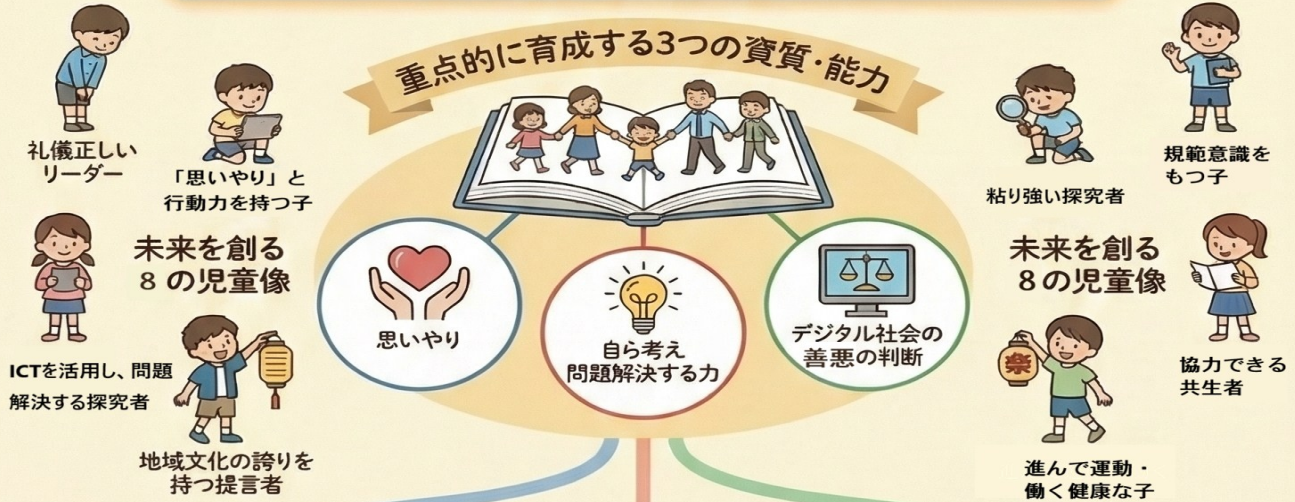 重点的に育成する3つの資質・能力
礼儀正しい
リーダー
「思いやり」と
行動力を持つ子
未来を創る
8の児童像
ICTを活用し、問題
解決する探究者
地域文化の誇りを
持つ提言者
思いやり
自ら考え
問題解決する力
デジタル社会の
善悪の判断
粘り強い探究者
規範意識を
もつ子
未来を創る
8の児童像
協力できる
共生者
祭
進んで運動・
働く健康な子